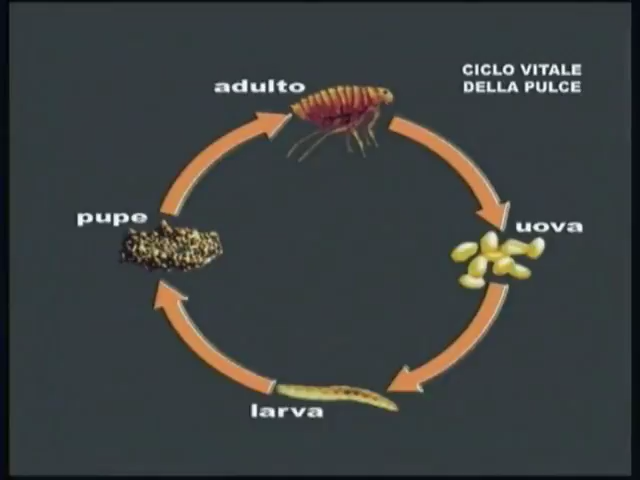 CICLO VITALE
DELLA PULCE
adulto
uova
larva
pupe